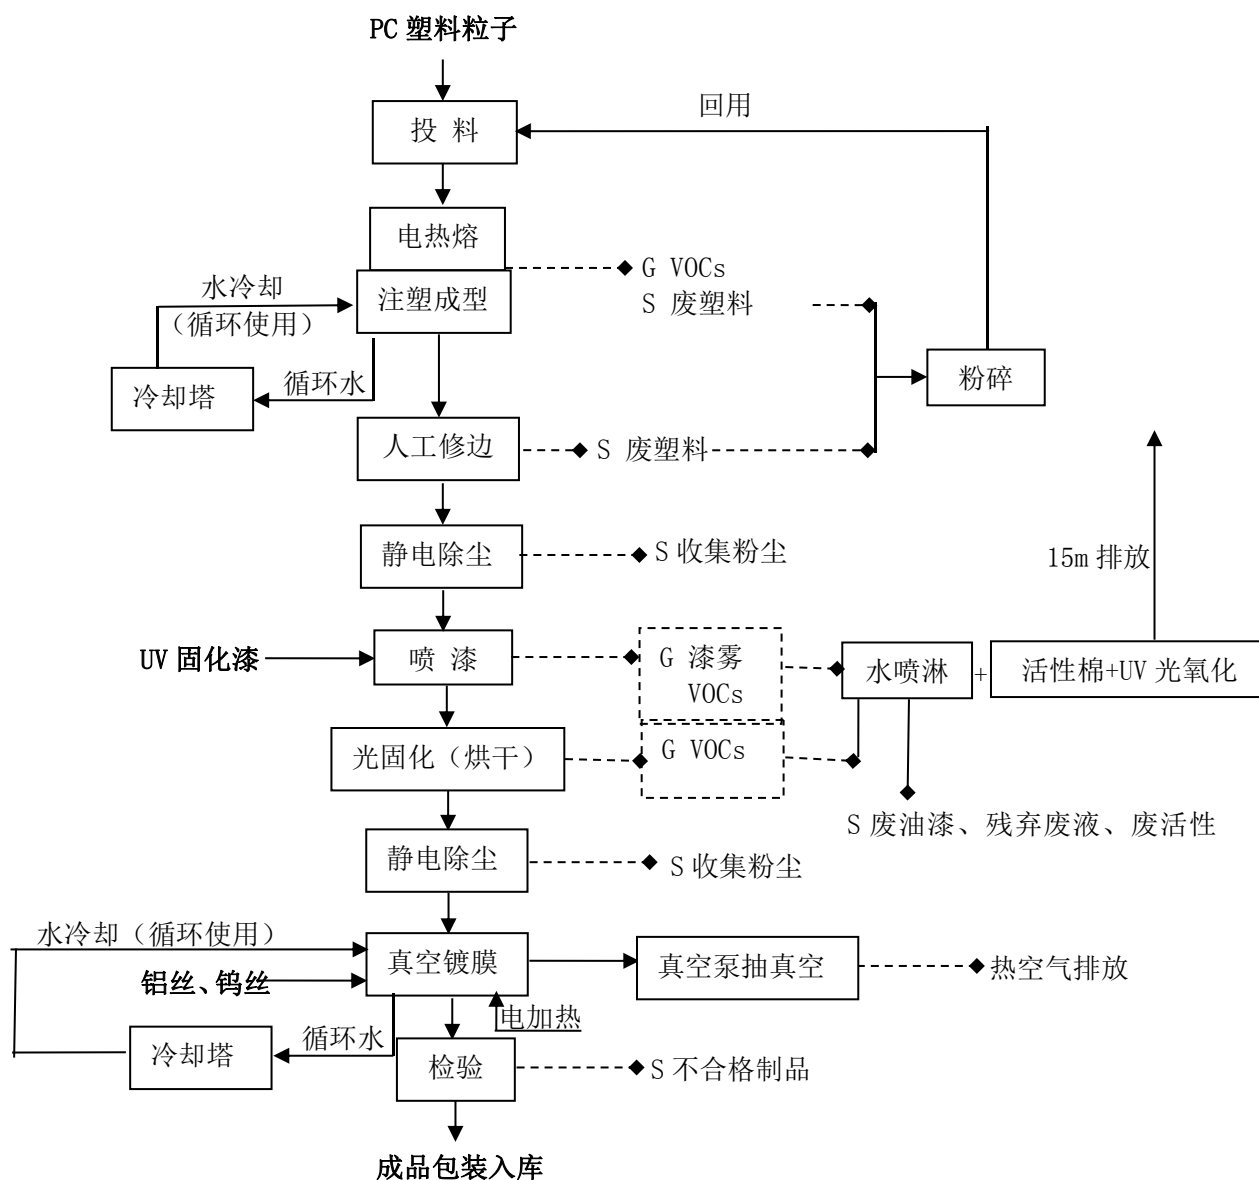 PC 塑料粒子
回用
投 料
电热熔
G VOCs
水冷却
注塑成型
S 废塑料
（循环使用）
粉碎
冷却塔
循环水
人工修边
S 废塑料
静电除尘
S 收集粉尘
15m 排放
UV 固化漆
喷 漆
G 漆雾
VOCs
水喷淋
+
活性棉+UV 光氧化
光固化（烘干）
G VOCs
S 废油漆、残弃废液、废活性
静电除尘
S 收集粉尘
水冷却（循环使用）
真空镀膜
真空泵抽真空
热空气排放
铝丝、钨丝
电加热
冷却塔
循环水
检验
S 不合格制品
成品包装入库